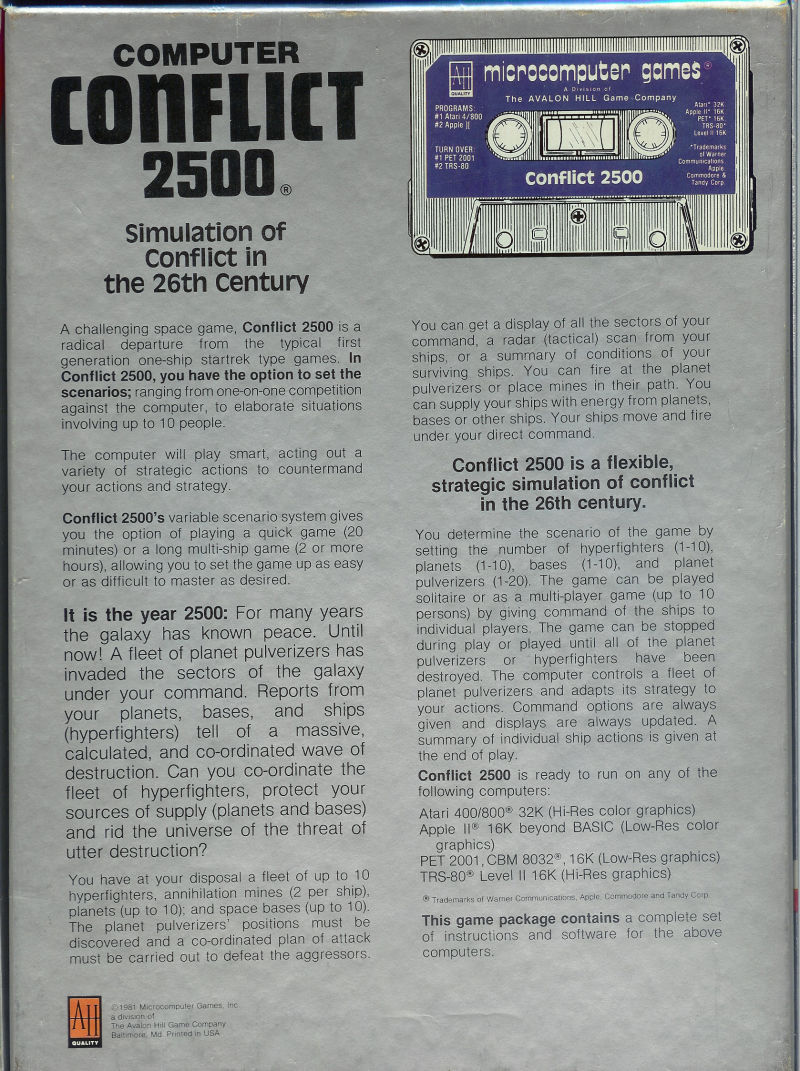 COMPUTER
CONFLICT
2500®
Simulation of
Conflict in
the 26th Century
A challenging space game, Conflict 2500 is a
radical departure from the typical first
generation one-ship startrek type games. In
Conflict 2500, you have the option to set the
scenarios; ranging from one-on-one competition
against the computer, to elaborate situations
involving up to 10 people.
The computer will play smart, acting out a
variety of strategic actions to countermand
your actions and strategy.
Conflict 2500's variable scenario system gives
you the option of playing a quick game (20
minutes) or a long multi-ship game (2 or more
hours), allowing you to set the game up as easy
or as difficult to master as desired.
It is the year 2500: For many years
the galaxy has known peace. Until
now! A fleet of planet pulverizers has
invaded the sectors of the galaxy
under your command. Reports from
your planets, bases, and ships
(hyperfighters) tell of a massive,
calculated, and co-ordinated wave of
destruction. Can you co-ordinate the
fleet of hyperfighters, protect your
sources of supply (planets and bases)
and rid the universe of the threat of
utter destruction?
You have at your disposal a fleet of up to 10
hyperfighters, annihilation mines (2 per ship),
planets (up to 10); and space bases (up to 10).
The planet pulverizers' positions must be
discovered and a co-ordinated plan of attack
must be carried out to defeat the aggressors.
AH
QUALITY
©1981 Microcomputer Games, Inc
a division of
The Avalon Hill Game Company
Baltimore, Md. Printed in USA
AH
QUALITY
microcomputer games®
A Division of
The AVALON HILL Game Company
PROGRAMS:
#1 Atari 4/800
#2 Apple ][
TURN OVER:
#1 PET 2001
#2 TRS-80
Atari* 32K
Apple II* 16K
PET* 16K
TRS-80*
Level II 16K
*Trademarks
of Warner
Communications,
Apple,
Commodore &
Tandy Corp.
Conflict 2500
You can get a display of all the sectors of your
command, a radar (tactical) scan from your
ships, or a summary of conditions of your
surviving ships. You can fire at the planet
pulverizers or place mines in their path. You
can supply your ships with energy from planets,
bases or other ships. Your ships move and fire
under your direct command.
Conflict 2500 is a flexible,
strategic simulation of conflict
in the 26th century.
You determine the scenario of the game by
setting the number of hyperfighters (1-10),
planets (1-10), bases (1-10), and planet
pulverizers (1-20). The game can be played
solitaire or as a multi-player game (up to 10
persons) by giving command of the ships to
individual players. The game can be stopped
during play or played until all of the planet
pulverizers or hyperfighters have been
destroyed. The computer controls a fleet of
planet pulverizers and adapts its strategy to
your actions. Command options are always
given and displays are always updated. A
summary of individual ship actions is given at
the end of play.
Conflict 2500 is ready to run on any of the
following computers:
Atari 400/800® 32K (Hi-Res color graphics)
Apple II® 16K beyond BASIC (Low-Res color
graphics)
PET 2001, CBM 8032®, 16K (Low-Res graphics)
TRS-80® Level II 16K (Hi-Res graphics)
® Trademarks of Warner Communications, Apple, Commodore and Tandy Corp.
This game package contains a complete set
of instructions and software for the above
computers.